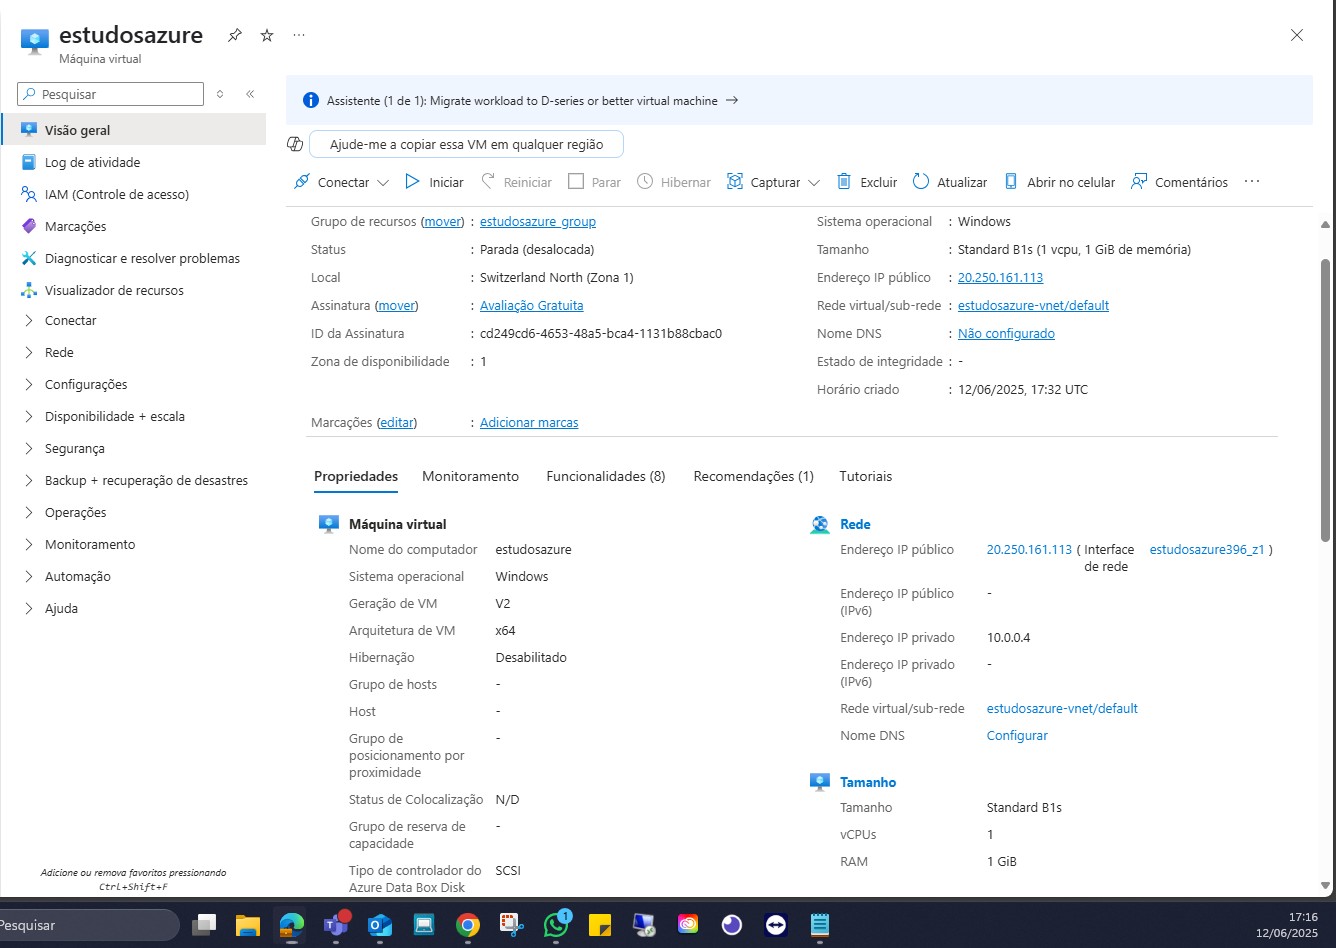 estudosazure
Máquina virtual
Pesquisar
Visão geral
Log de atividade
IAM (Controle de acesso)
Marcações
Diagnosticar e resolver problemas
Visualizador de recursos
Conectar
Rede
Configurações
Disponibilidade + escala
Segurança
Backup + recuperação de desastres
Operações
Monitoramento
Automação
Ajuda
Adicione ou remova favoritos pressionando
Ctrl+Shift+F
Assistente (1 de 1): Migrate workload to D-series or better virtual machine →
Ajude-me a copiar essa VM em qualquer região
Conectar Iniciar Reiniciar Parar Hibernar Capturar Excluir Atualizar Abrir no celular Comentários
Grupo de recursos (mover) : estudosazure_group
Status : Parada (desalocada)
Local : Switzerland North (Zona 1)
Assinatura (mover) : Avaliação Gratuita
ID da Assinatura : cd249cd6-4653-48a5-bca4-1131b88cbac0
Zona de disponibilidade : 1
Sistema operacional : Windows
Tamanho : Standard B1s (1 vcpu, 1 GiB de memória)
Endereço IP público : 20.250.161.113
Rede virtual/sub-rede : estudosazure-vnet/default
Nome DNS : Não configurado
Estado de integridade : -
Horário criado : 12/06/2025, 17:32 UTC
Marcações (editar) : Adicionar marcas
Propriedades Monitoramento Funcionalidades (8) Recomendações (1) Tutoriais
Máquina virtual
Nome do computador estudosazure
Sistema operacional Windows
Geração de VM V2
Arquitetura de VM x64
Hibernação Desabilitado
Grupo de hosts -
Host -
Grupo de -
posicionamento por
proximidade
Status de Colocalização N/D
Grupo de reserva de -
capacidade
Tipo de controlador do SCSI
Azure Data Box Disk
Rede
Endereço IP público 20.250.161.113 ( Interface estudosazure396_z1 )
de rede
Endereço IP público -
(IPv6)
Endereço IP privado 10.0.0.4
Endereço IP privado -
(IPv6)
Rede virtual/sub-rede estudosazure-vnet/default
Nome DNS Configurar
Tamanho
Tamanho Standard B1s
vCPUs 1
RAM 1 GiB
Pesquisar
1
17:16
12/06/2025